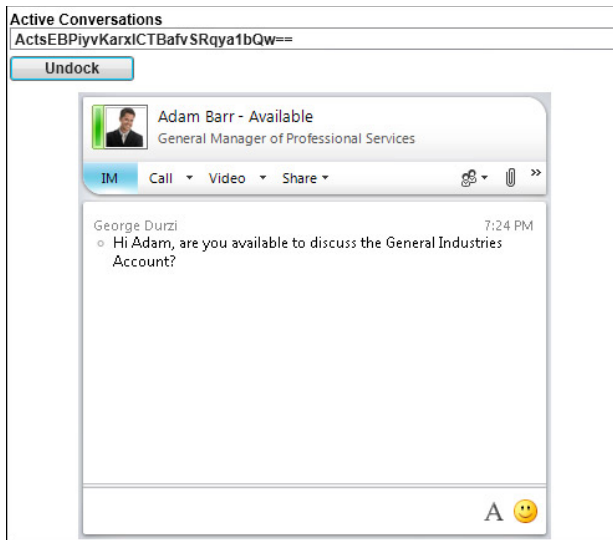 Active Conversations
ActsEBPiyvKarxICTBafvSRqya1bQw==
Undock
Adam Barr - Available
General Manager of Professional Services
IM Call Video Share »
George Durzi 7:24 PM
Hi Adam, are you available to discuss the General Industries
Account?
A